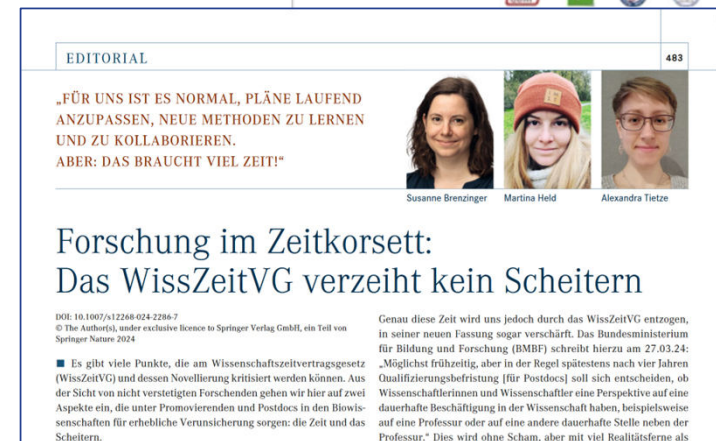 EDITORIAL
483
„FÜR UNS IST ES NORMAL, PLÄNE LAUFEND
ANZUPASSEN, NEUE METHODEN ZU LERNEN
UND ZU KOLLABORIEREN.
ABER: DAS BRAUCHT VIEL ZEIT!“
Susanne Brenzinger
Martina Held
Alexandra Tietze
Forschung im Zeitkorsett:
Das WissZeitVG verzeiht kein Scheitern
DOI: 10.1007/s12268-024-2286-7
© The Author(s), under exclusive licence to Springer Verlag GmbH, ein Teil von
Springer Nature 2024
■ Es gibt viele Punkte, die am Wissenschaftszeitvertragsgesetz
(WissZeitVG) und dessen Novellierung kritisiert werden können. Aus
der Sicht von nicht verstetigten Forschenden gehen wir hier auf zwei
Aspekte ein, die unter Promovierenden und Postdocs in den Biowis-
senschaften für erhebliche Verunsicherung sorgen: die Zeit und das
Scheitern.
Genau diese Zeit wird uns jedoch durch das WissZeitVG entzogen,
in seiner neuen Fassung sogar verschärft. Das Bundesministerium
für Bildung und Forschung (BMBF) schreibt hierzu am 27.03.24:
„Möglichst frühzeitig, aber in der Regel spätestens nach vier Jahren
Qualifizierungsbefristung [für Postdocs] soll sich entscheiden, ob
Wissenschaftlerinnen und Wissenschaftler eine Perspektive auf eine
dauerhafte Beschäftigung in der Wissenschaft haben, beispielsweise
auf eine Professur oder auf eine andere dauerhafte Stelle neben der
Professur.“ Dies wird ohne Scham, aber mit viel Realitätsferne als